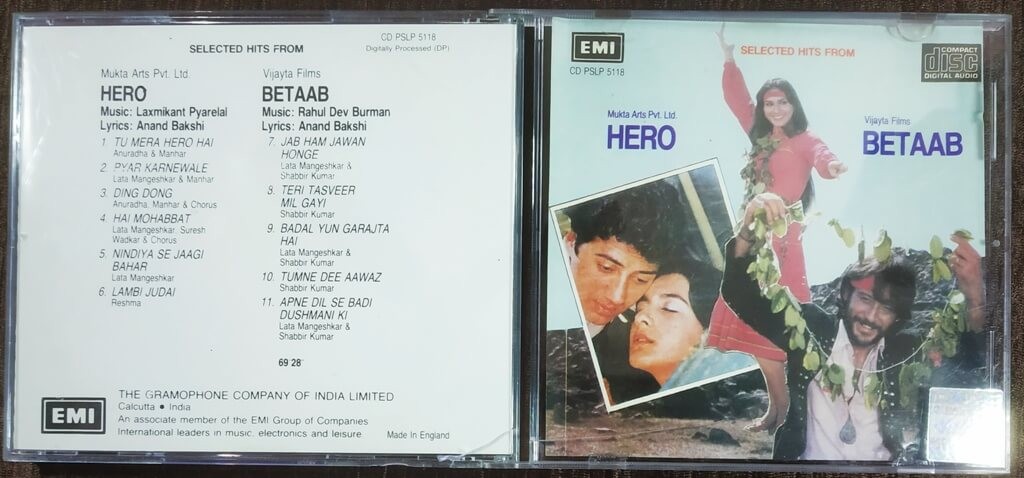 SELECTED HITS FROM
CD PSLP 5118
Digitally Processed (DP)
Mukta Arts Pvt. Ltd.
HERO
Music: Laxmikant Pyarelal
Lyrics: Anand Bakshi
1. TU MERA HERO HAI
Anuradha & Manhar
2. PYAR KARNEWALE
Lata Mangeshkar & Manhar
3. DING DONG
Anuradha, Manhar & Chorus
4. HAI MOHABBAT
Lata Mangeshkar, Suresh
Wadkar & Chorus
5. NINDIYA SE JAAGI
BAHAR
Lata Mangeshkar
6. LAMBI JUDAI
Reshma
Vijayta Films
BETAAB
Music: Rahul Dev Burman
Lyrics: Anand Bakshi
7. JAB HAM JAWAN
HONGE
Lata Mangeshkar &
Shabbir Kumar
8. TERI TASVEER
MIL GAYI
Shabbir Kumar
9. BADAL YUN GARAJTA
HAI
Lata Mangeshkar &
Shabbir Kumar
10. TUMNE DEE AAWAZ
Shabbir Kumar
11. APNE DIL SE BADI
DUSHMANI KI
Lata Mangeshkar &
Shabbir Kumar
69 28
EMI
THE GRAMOPHONE COMPANY OF INDIA LIMITED
Calcutta • India
An associate member of the EMI Group of Companies
International leaders in music, electronics and leisure
Made In England
EMI
CD PSLP 5118
SELECTED HITS FROM
COMPACT
disc
DIGITAL AUDIO
Mukta Arts Pvt. Ltd.
HERO
Vijayta Films
BETAAB